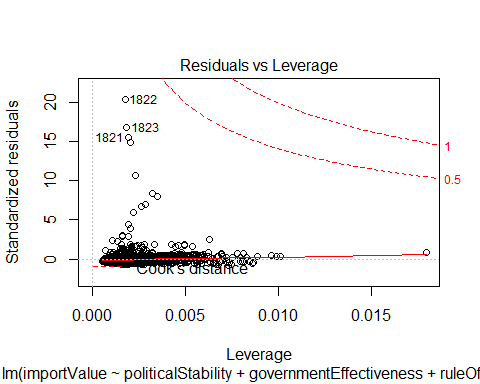 Residuals vs Leverage
Standardized residuals
20
15
10
5
0
1822
1823
1821
1
0.5
Cook's distance
0.000
0.005
0.010
0.015
Leverage
lm(importValue ~ politicalStability + governmentEffectiveness + ruleOf